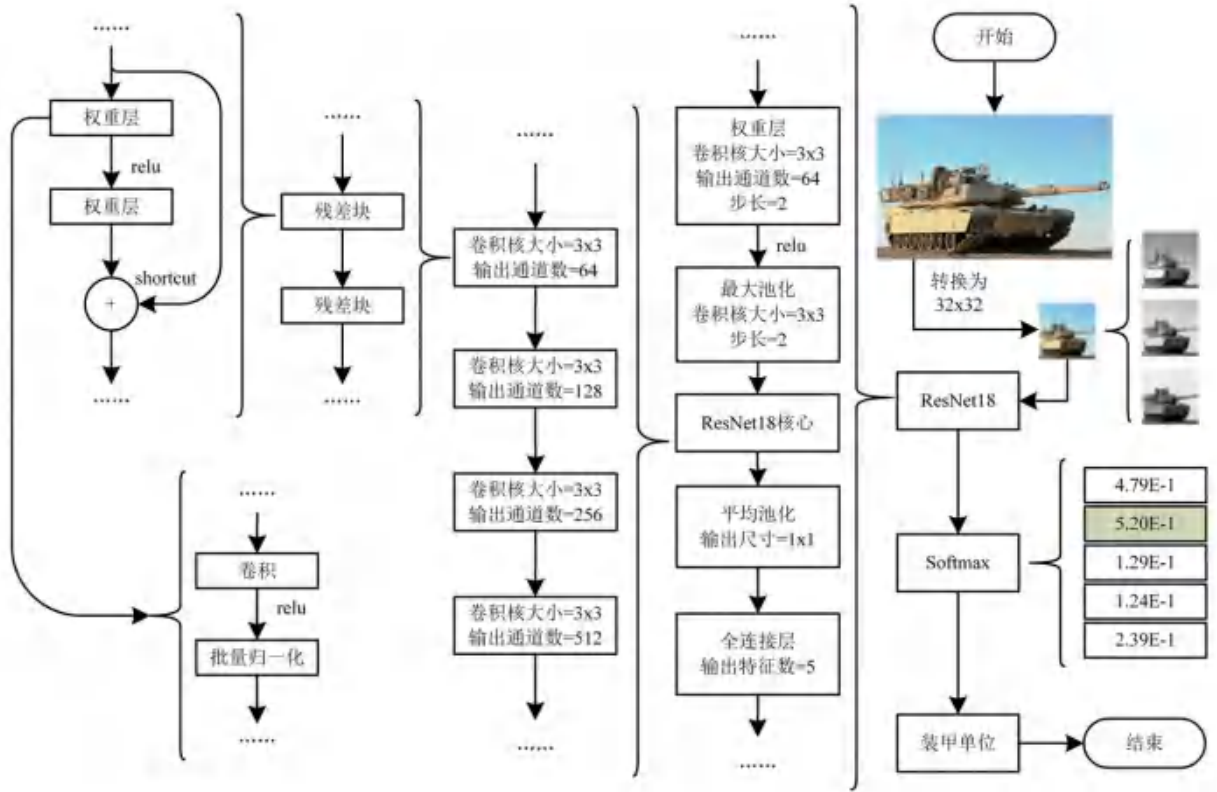 ……
权重层
relu
权重层
shortcut
+
……
……
卷积
relu
批量归一化
……
……
残差块
残差块
……
……
卷积核大小=3x3
输出通道数=64
卷积核大小=3x3
输出通道数=128
卷积核大小=3x3
输出通道数=256
卷积核大小=3x3
输出通道数=512
……
……
权重层
卷积核大小=3x3
输出通道数=64
步长=2
relu
最大池化
卷积核大小=3x3
步长=2
ResNet18核心
平均池化
输出尺寸=1x1
全连接层
输出特征数=5
……
开始
转换为
32x32
ResNet18
Softmax
4.79E-1
5.20E-1
1.29E-1
1.24E-1
2.39E-1
装甲单位
结束